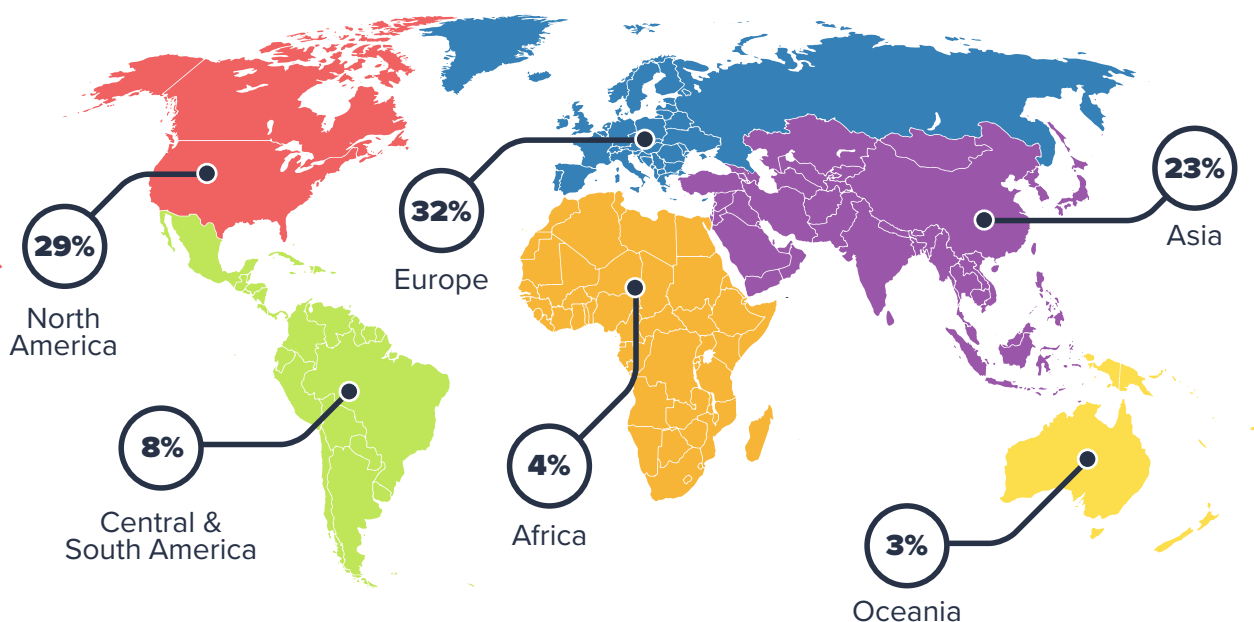 29%
North
America
32%
Europe
23%
Asia
8%
Central &
South America
4%
Africa
3%
Oceania